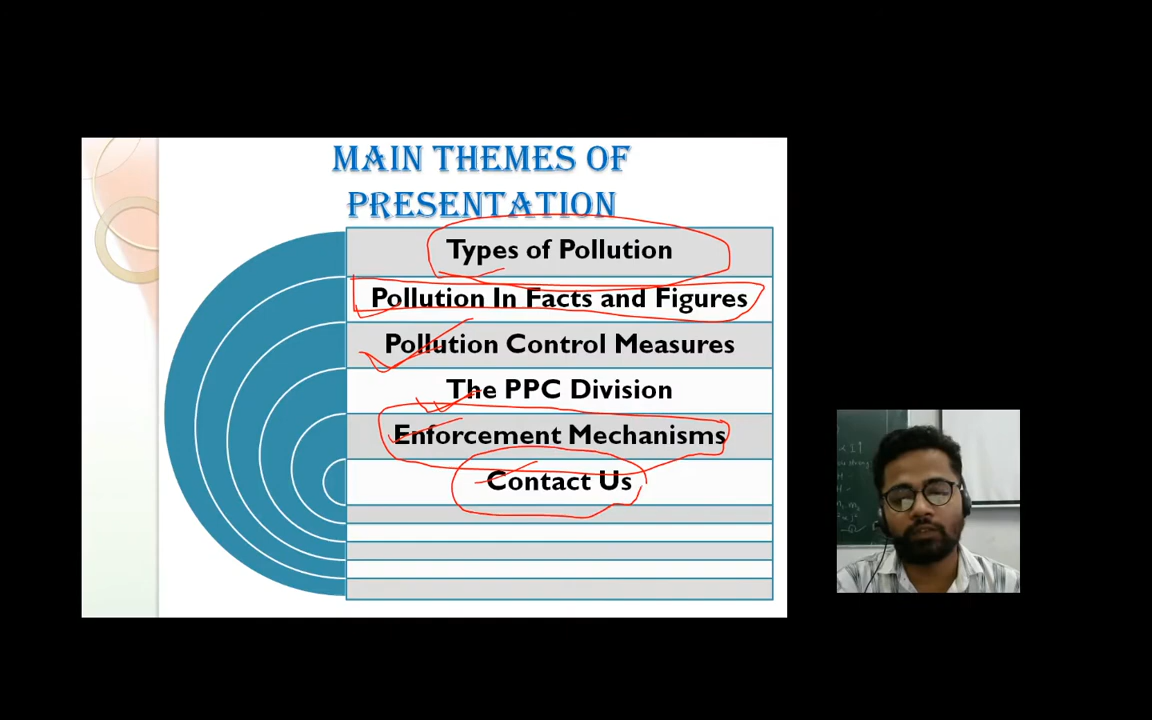 MAIN THEMES OF
PRESENTATION
Types of Pollution
Pollution In Facts and Figures
Pollution Control Measures
The PPC Division
Enforcement Mechanisms
Contact Us